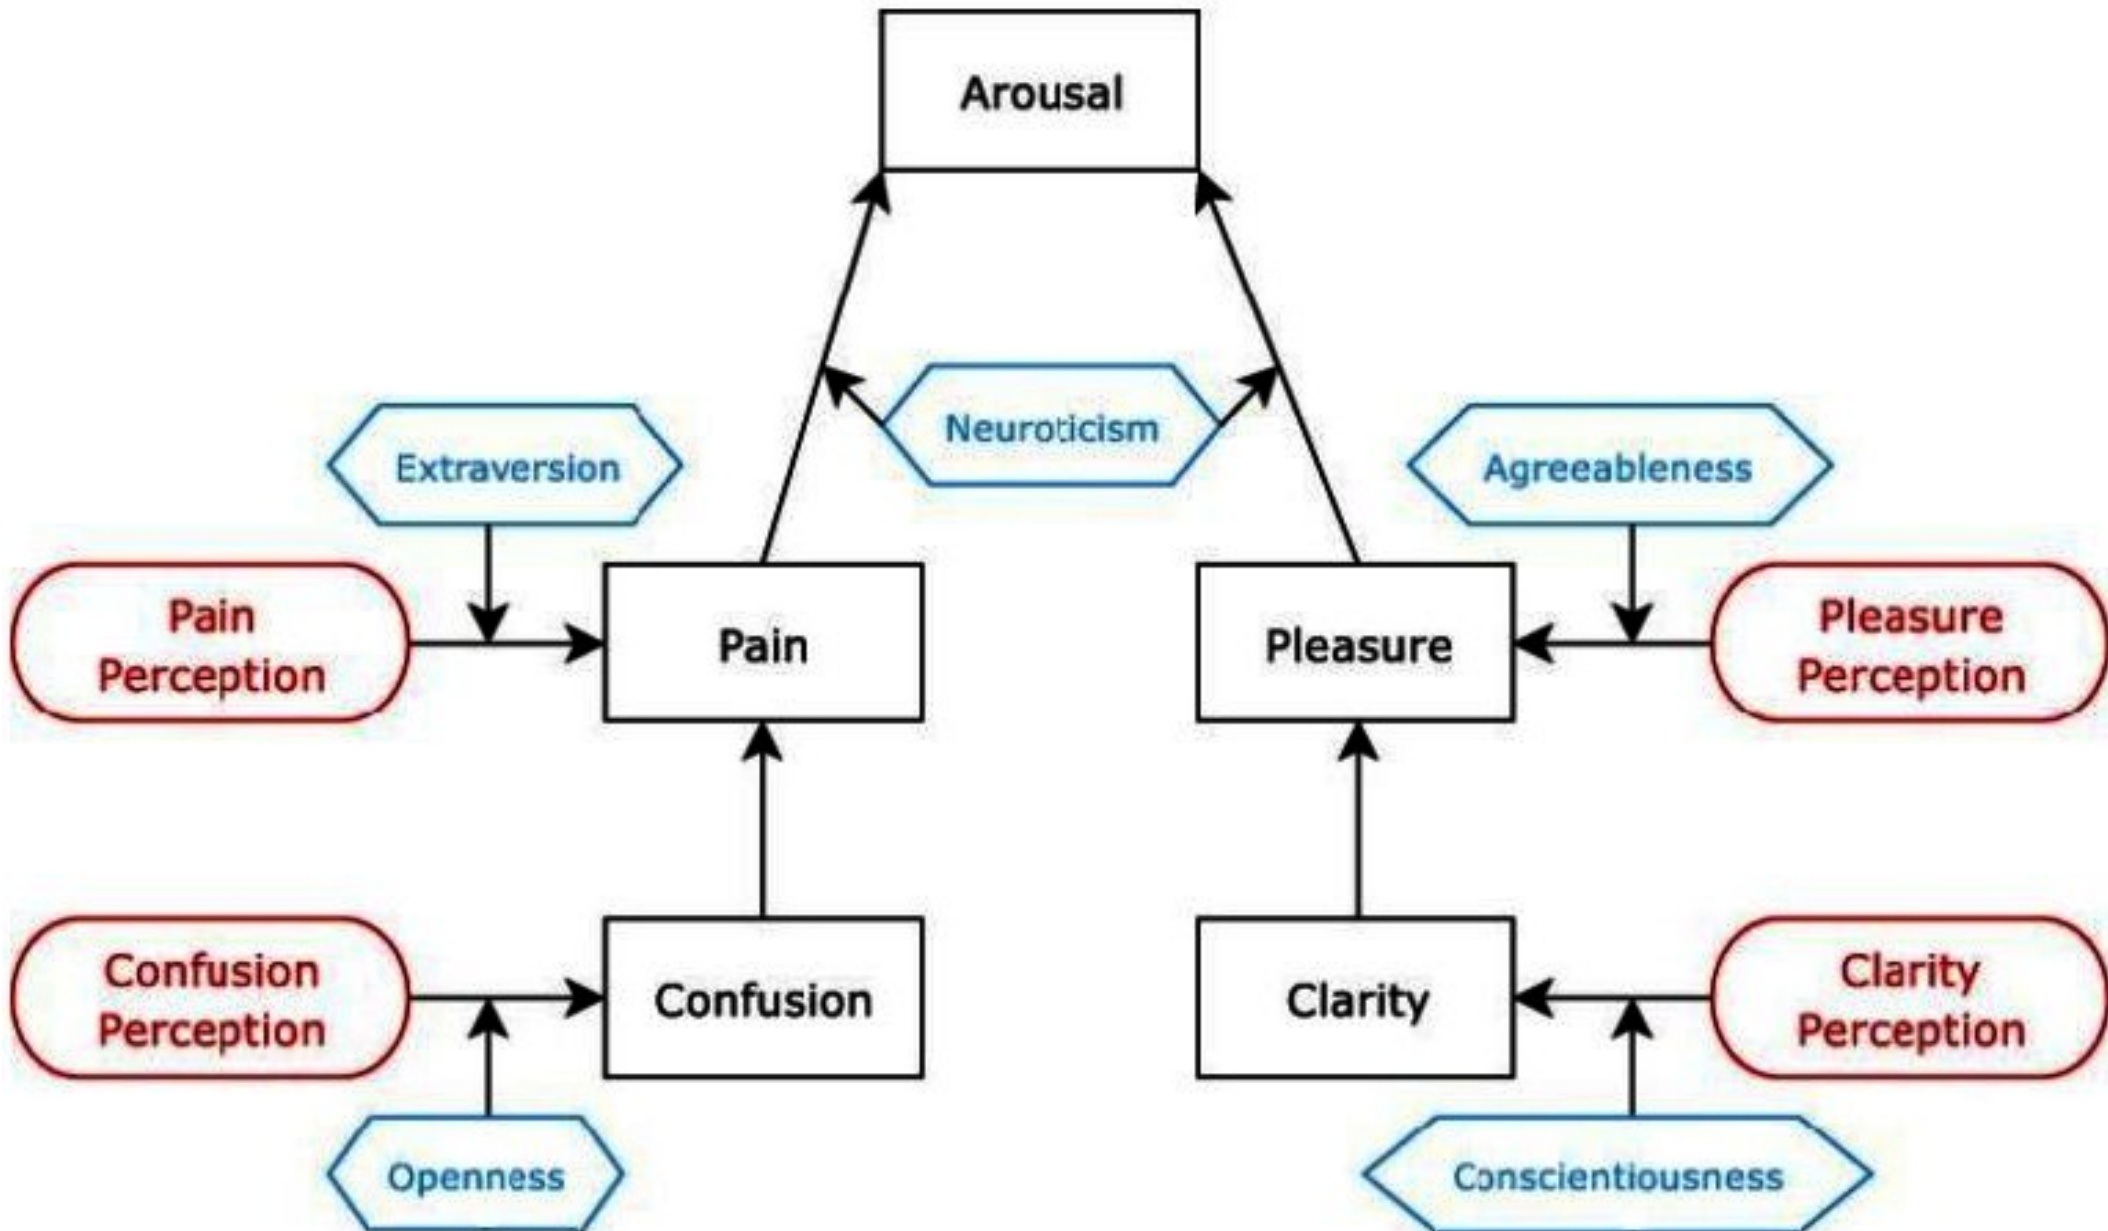 Arousal
Neuroticism
Extraversion
Agreeableness
Pain
Perception
Pain
Pleasure
Pleasure
Perception
Confusion
Perception
Confusion
Clarity
Clarity
Perception
Openness
Conscientiousness